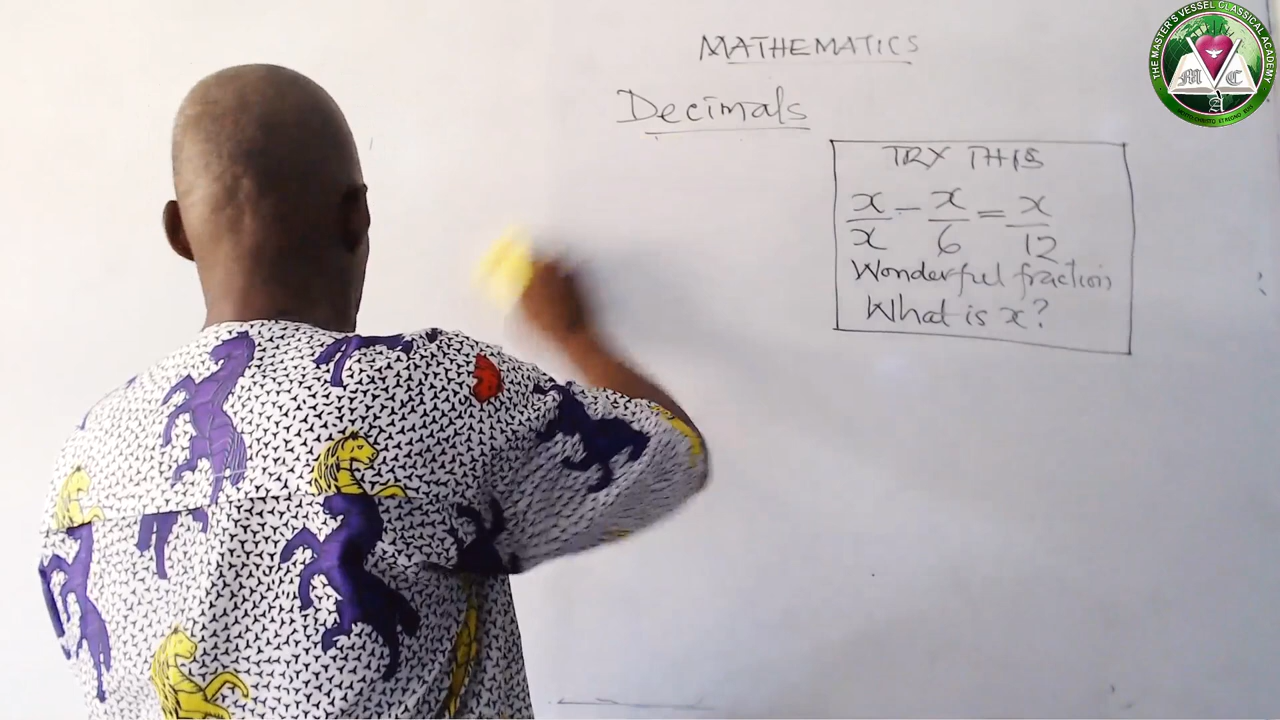 MATHEMATICS
Decimals
TRY THIS
x/x - x/6 = x/12
Wonderful fraction
What is x?
THE MASTER'S VESSEL CLASSICAL ACADEMY
M C
A